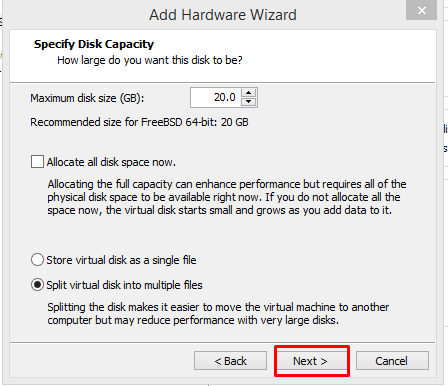 Add Hardware Wizard
Specify Disk Capacity
How large do you want this disk to be?
Maximum disk size (GB):
20.0
Recommended size for FreeBSD 64-bit: 20 GB
Allocate all disk space now.
Allocating the full capacity can enhance performance but requires all of the
physical disk space to be available right now. If you do not allocate all the
space now, the virtual disk starts small and grows as you add data to it.
Store virtual disk as a single file
Split virtual disk into multiple files
Splitting the disk makes it easier to move the virtual machine to another
computer but may reduce performance with very large disks.
< Back
Next >
Cancel